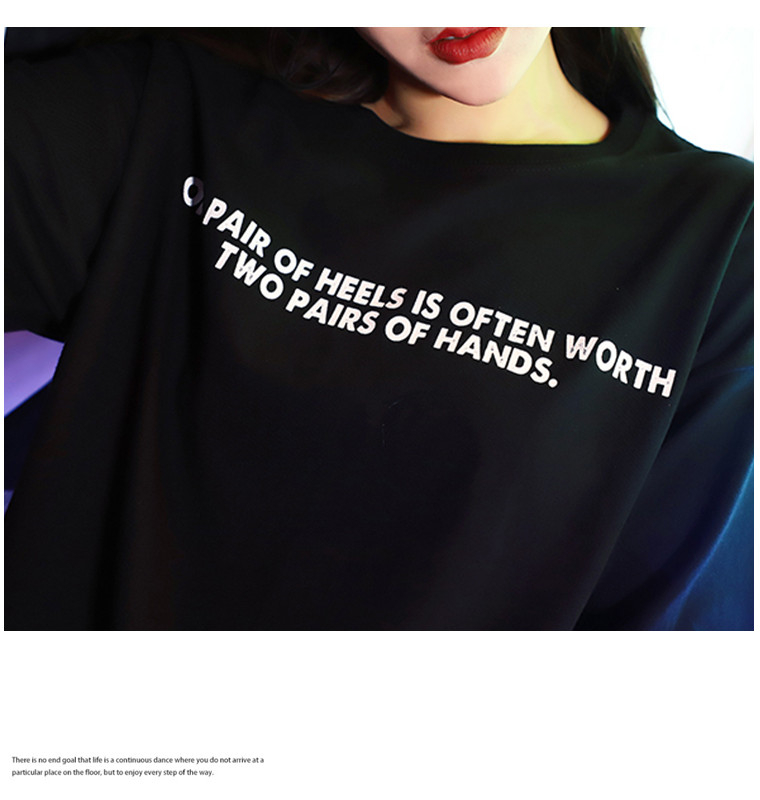 PAIR OF HEELS IS OFTEN WORTH
TWO PAIRS OF HANDS.
There is no end goal that life is a continuous dance where you do not arrive at a
particular place on the floor, but to enjoy every step of the way.